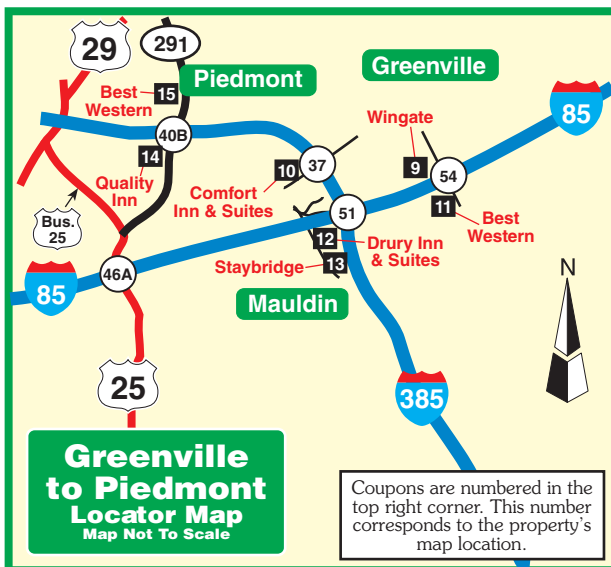 29
291
Piedmont
Greenville
85
Best
Western
15
Wingate
40B
14
Quality
Inn
10
37
9
54
Comfort
Inn & Suites
11
Best
Western
Bus.
25
51
12
Drury Inn
& Suites
Staybridge
13
46A
85
Mauldin
N
25
385
Greenville
to Piedmont
Locator Map
Map Not To Scale
Coupons are numbered in the
top right corner. This number
corresponds to the property's
map location.